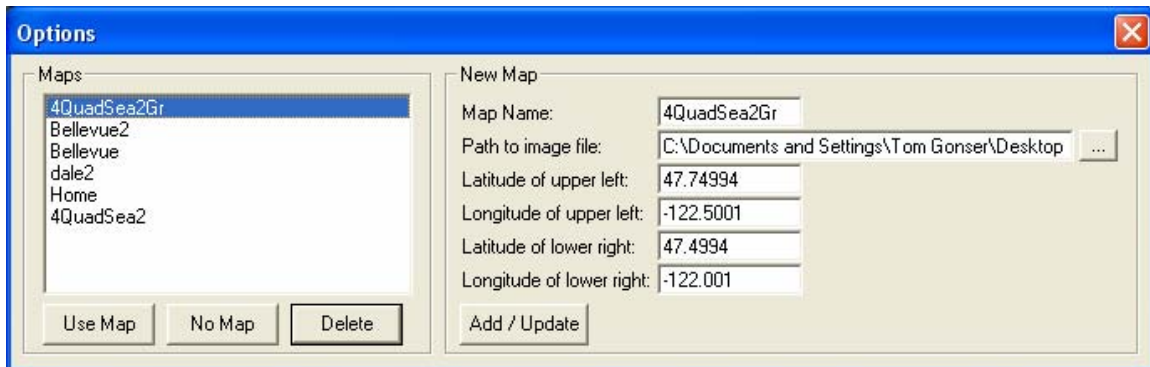 Options
Maps
4QuadSea2Gr
Bellevue2
Bellevue
dale2
Home
4QuadSea2
Use Map No Map Delete
New Map
Map Name: 4QuadSea2Gr
Path to image file: C:\Documents and Settings\Tom Gonser\Desktop ...
Latitude of upper left: 47.74994
Longitude of upper left: -122.5001
Latitude of lower right: 47.4994
Longitude of lower right: -122.001
Add / Update